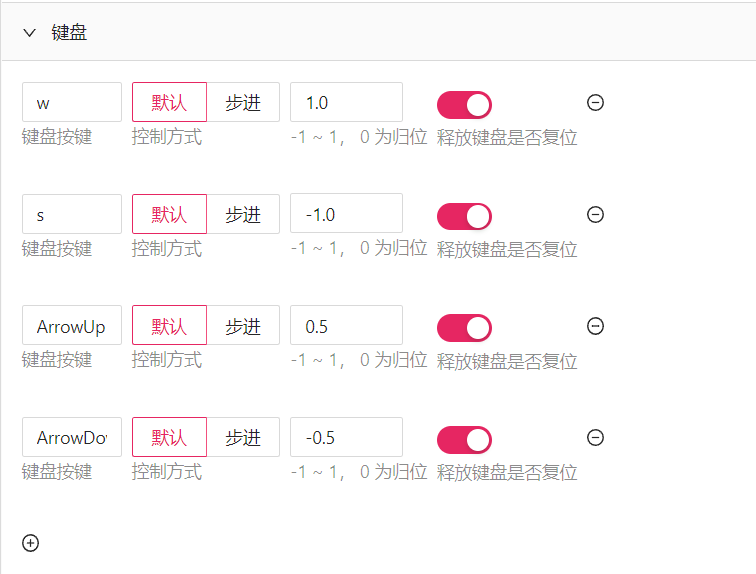 键盘
w 默认 步进 1.0
键盘按键 控制方式 -1 ~ 1， 0 为归位 释放键盘是否复位
s 默认 步进 -1.0
键盘按键 控制方式 -1 ~ 1， 0 为归位 释放键盘是否复位
ArrowUp 默认 步进 0.5
键盘按键 控制方式 -1 ~ 1， 0 为归位 释放键盘是否复位
ArrowDo 默认 步进 -0.5
键盘按键 控制方式 -1 ~ 1， 0 为归位 释放键盘是否复位